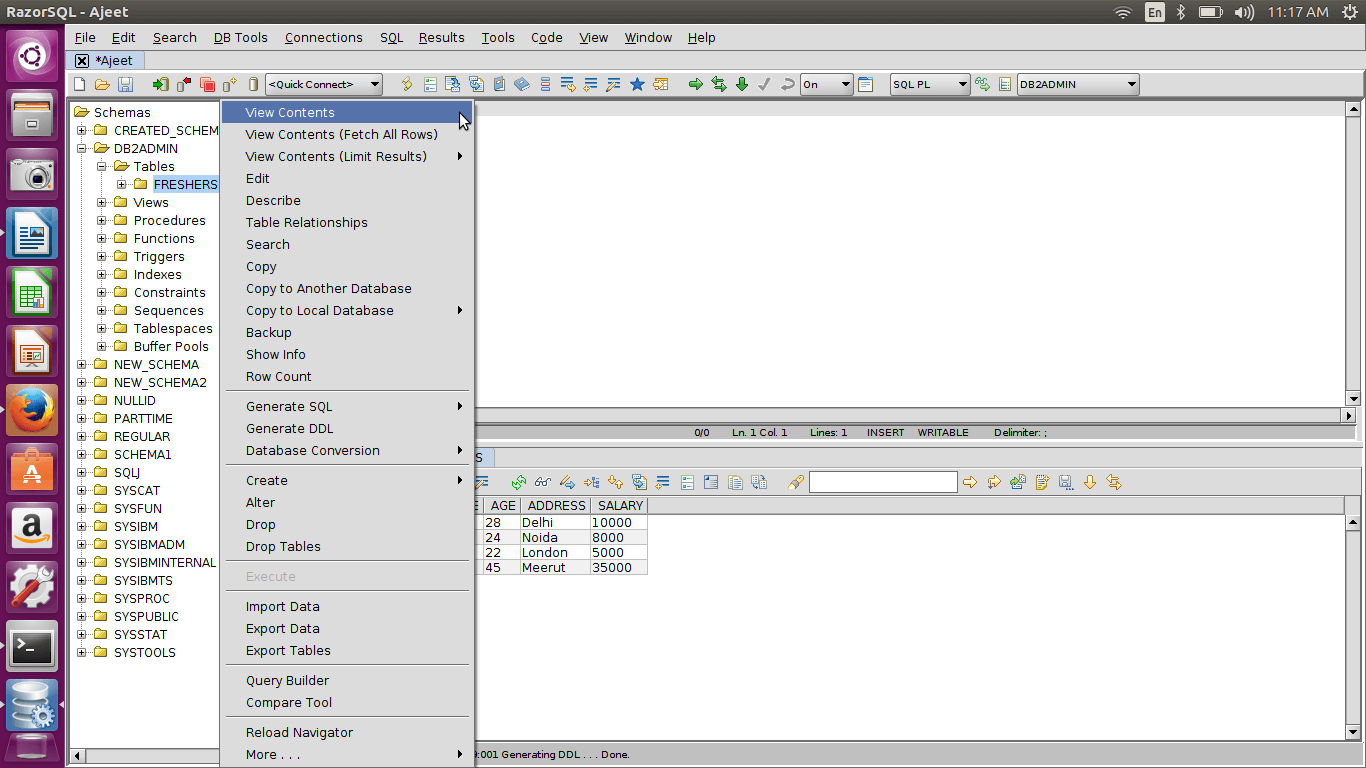 RazorSQL - Ajeet
En
11:17 AM
File Edit Search DB Tools Connections SQL Results Tools Code View Window Help
*Ajeet
<Quick Connect>
On
SQL PL
DB2ADMIN
Schemas
CREATED_SCHEM
DB2ADMIN
Tables
FRESHERS
Views
Procedures
Functions
Triggers
Indexes
Constraints
Sequences
Tablespaces
Buffer Pools
NEW_SCHEMA
NEW_SCHEMA2
NULLID
PARTTIME
REGULAR
SCHEMA1
SQLJ
SYSCAT
SYSFUN
SYSIBM
SYSIBMADM
SYSIBMINTERNAL
SYSIBMTS
SYSPROC
SYSPUBLIC
SYSSTAT
SYSTOOLS
View Contents
View Contents (Fetch All Rows)
View Contents (Limit Results)
Edit
Describe
Table Relationships
Search
Copy
Copy to Another Database
Copy to Local Database
Backup
Show Info
Row Count
Generate SQL
Generate DDL
Database Conversion
Create
Alter
Drop
Drop Tables
Execute
Import Data
Export Data
Export Tables
Query Builder
Compare Tool
Reload Navigator
More . . .
0/0 Ln. 1 Col. 1 Lines: 1 INSERT WRITABLE Delimiter: ;
S
E AGE ADDRESS SALARY
28 Delhi 10000
24 Noida 8000
22 London 5000
45 Meerut 35000
:001 Generating DDL . . . Done.